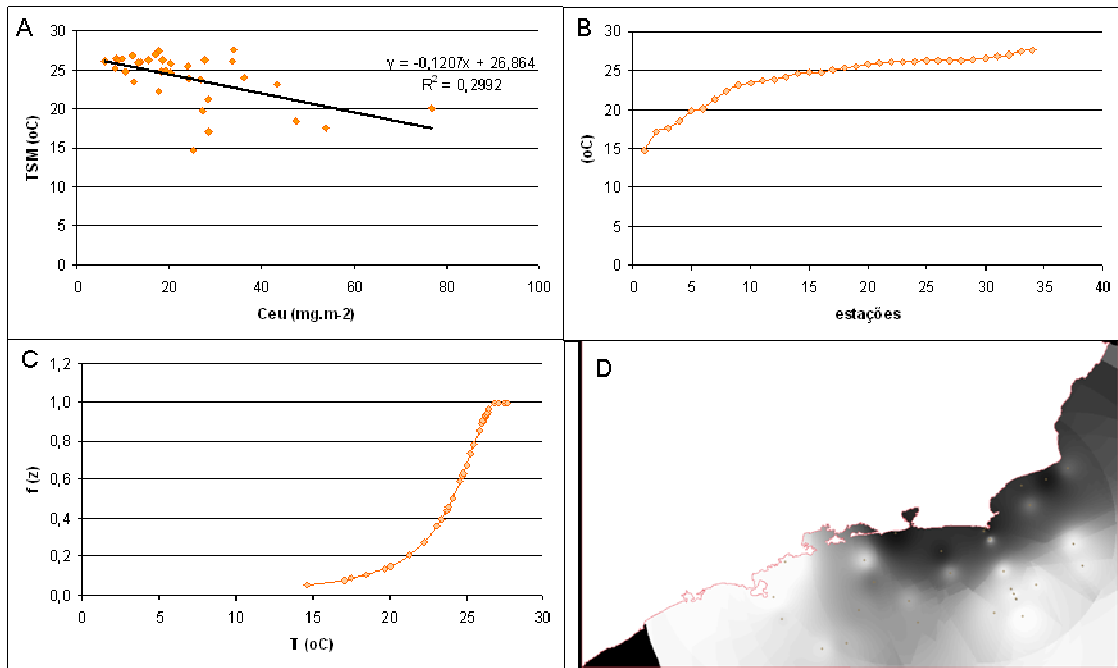 A
30
25
20
15
10
5
0
TSM (oC)
y = -0,1207x + 26,864
R² = 0,2992
0 20 40 60 80 100
Ceu (mg.m-2)
B
30
25
20
15
10
5
0
(oC)
0 5 10 15 20 25 30 35 40
estações
C
1,2
1,0
0,8
0,6
0,4
0,2
0,0
f (z)
0 5 10 15 20 25 30
T (oC)
D